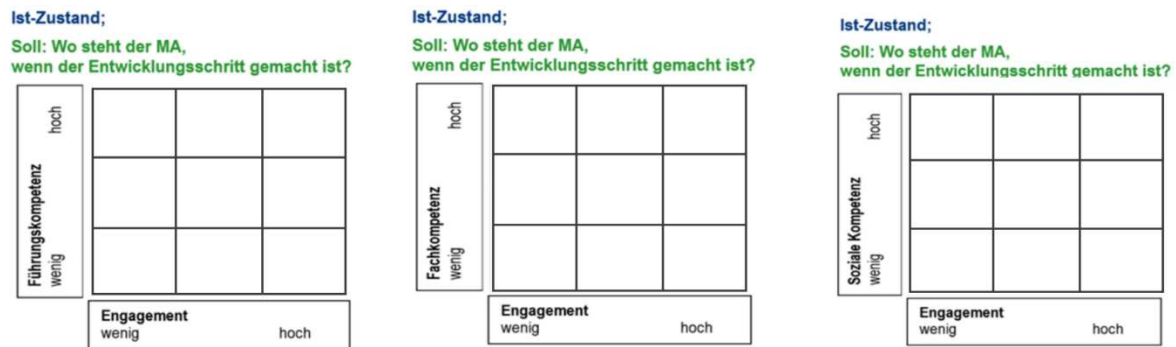 Ist-Zustand;
Soll: Wo steht der MA,
wenn der Entwicklungsschritt gemacht ist?
Führungskompetenz
wenig hoch
Engagement
wenig hoch
Ist-Zustand;
Soll: Wo steht der MA,
wenn der Entwicklungsschritt gemacht ist?
Fachkompetenz
wenig hoch
Engagement
wenig hoch
Ist-Zustand;
Soll: Wo steht der MA,
wenn der Entwicklungsschritt gemacht ist?
Soziale Kompetenz
wenig hoch
Engagement
wenig hoch